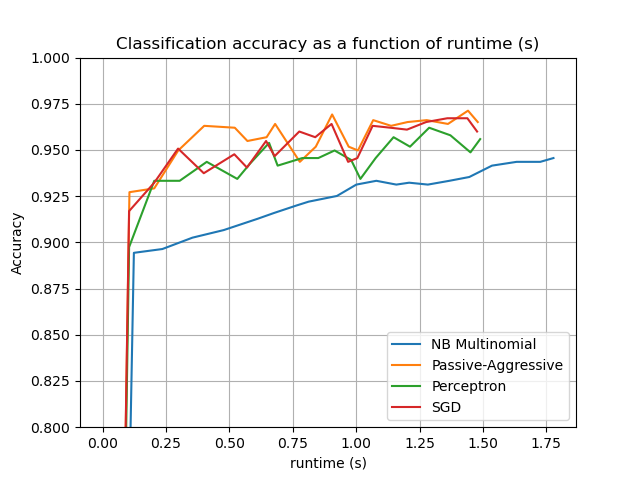 Classification accuracy as a function of runtime (s)
1.000
0.975
0.950
0.925
0.900
0.875
0.850
0.825
0.800
Accuracy
NB Multinomial
Passive-Aggressive
Perceptron
SGD
0.00 0.25 0.50 0.75 1.00 1.25 1.50 1.75
runtime (s)